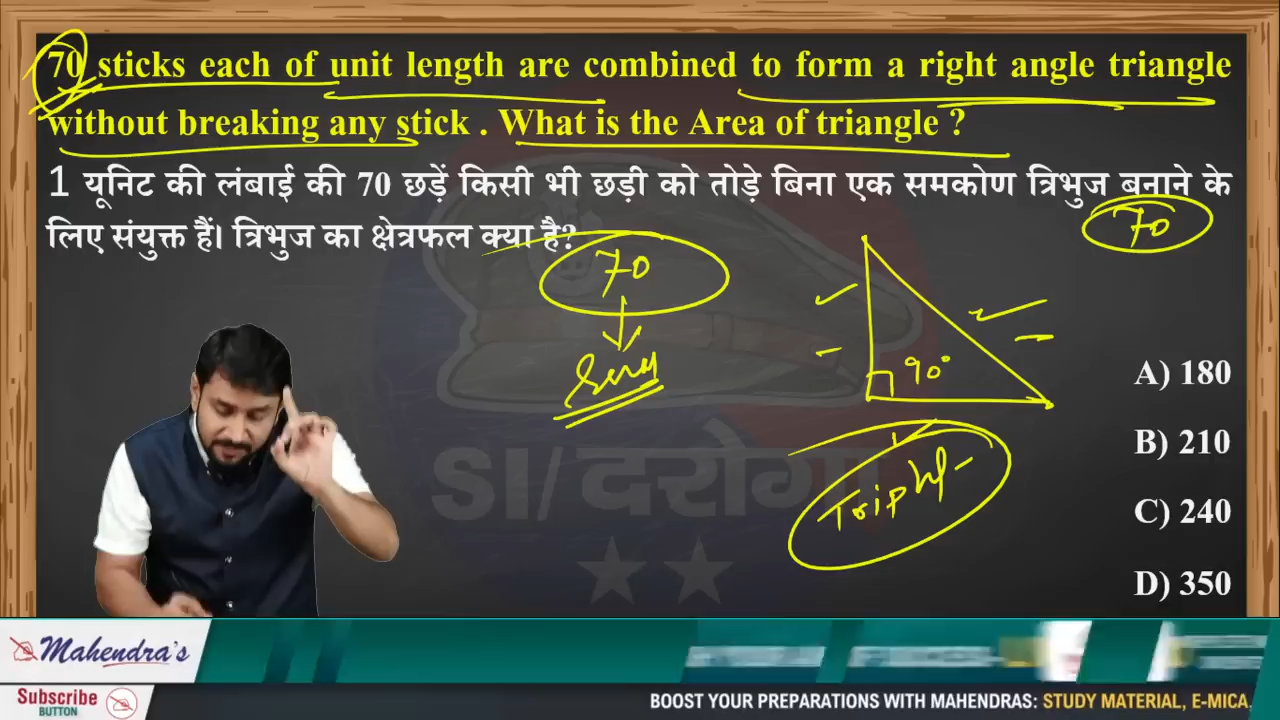 70 sticks each of unit length are combined to form a right angle triangle
without breaking any stick . What is the Area of triangle ?
1 यूनिट की लंबाई की 70 छड़ें किसी भी छड़ी को तोड़े बिना एक समकोण त्रिभुज बनाने के
लिए संयुक्त हैं। त्रिभुज का क्षेत्रफल क्या है?
70
70
90°
A) 180
B) 210
C) 240
D) 350
SI/दरोगा
Mahendra's
Subscribe
BUTTON
BOOST YOUR PREPARATIONS WITH MAHENDRAS: STUDY MATERIAL, E-MICA,